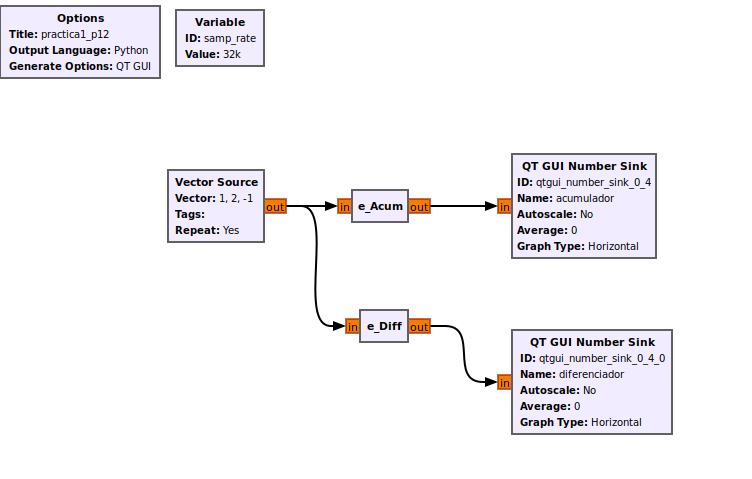 Options
Title: practica1_p12
Output Language: Python
Generate Options: QT GUI
Variable
ID: samp_rate
Value: 32k
Vector Source
Vector: 1, 2, -1
Tags:
Repeat: Yes
out
in
e_Acum
out
in
QT GUI Number Sink
ID: qtgui_number_sink_0_4
Name: acumulador
Autoscale: No
Average: 0
Graph Type: Horizontal
in
e_Diff
out
in
QT GUI Number Sink
ID: qtgui_number_sink_0_4_0
Name: diferenciador
Autoscale: No
Average: 0
Graph Type: Horizontal